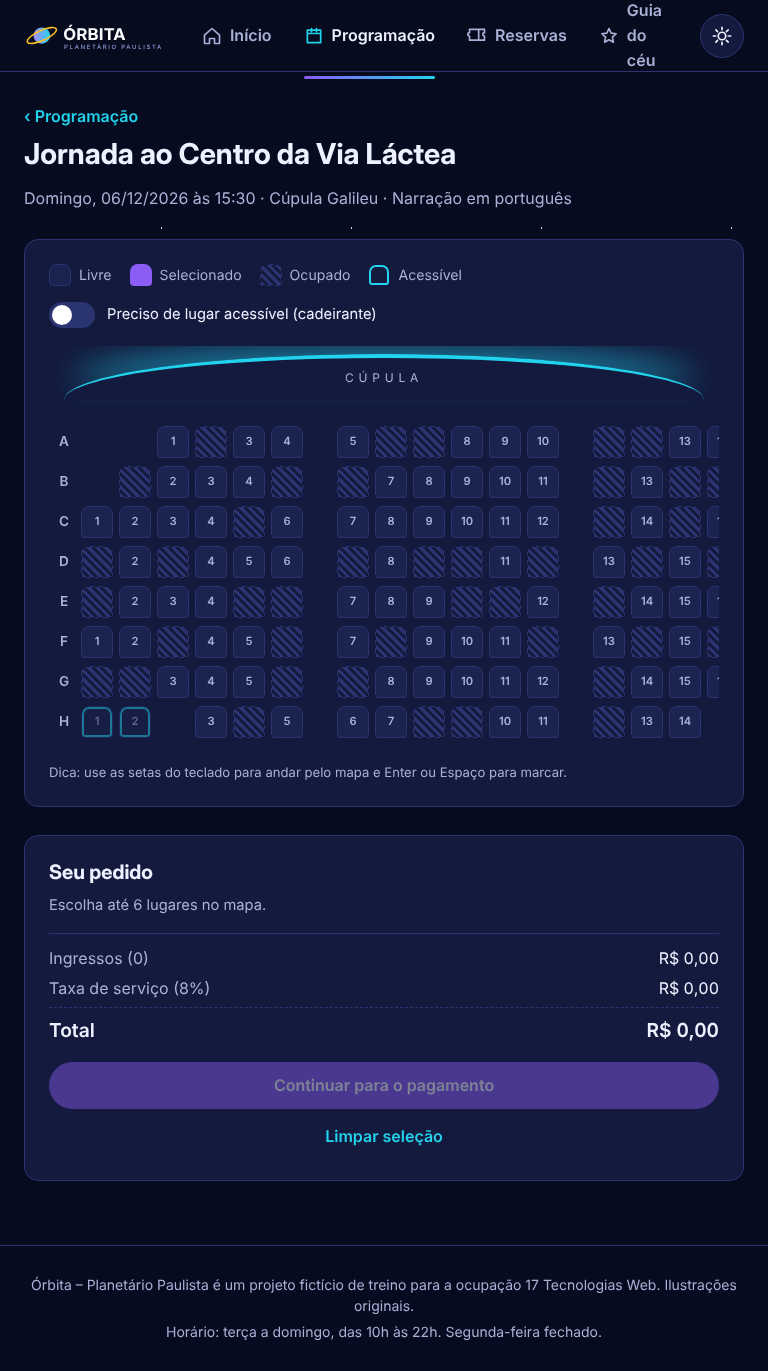 ÓRBITA
PLANETÁRIO PAULISTA
Início
Programação
Reservas
Guia
do
céu
‹ Programação
Jornada ao Centro da Via Láctea
Domingo, 06/12/2026 às 15:30 · Cúpula Galileu · Narração em português
Livre
Selecionado
Ocupado
Acessível
Preciso de lugar acessível (cadeirante)
CÚPULA
A 1 3 4 5 8 9 10 13
B 2 3 4 7 8 9 10 11 13
C 1 2 3 4 6 7 8 9 10 11 12 14
D 2 4 5 6 8 11 13 15
E 2 3 4 7 8 9 12 14 15
F 1 2 4 5 7 9 10 11 13 15
G 3 4 5 8 9 10 11 12 14 15
H 1 2 3 5 6 7 10 11 13 14
Dica: use as setas do teclado para andar pelo mapa e Enter ou Espaço para marcar.
Seu pedido
Escolha até 6 lugares no mapa.
Ingressos (0) R$ 0,00
Taxa de serviço (8%) R$ 0,00
Total R$ 0,00
Continuar para o pagamento
Limpar seleção
Órbita – Planetário Paulista é um projeto fictício de treino para a ocupação 17 Tecnologias Web. Ilustrações
originais.
Horário: terça a domingo, das 10h às 22h. Segunda-feira fechado.